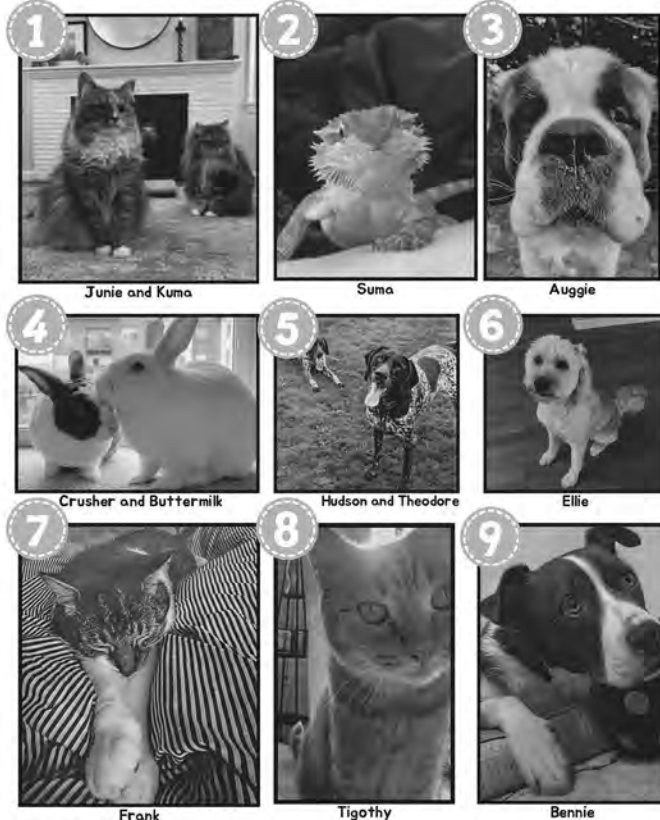 1
2
3
Junie and Kuma
Suma
Auggie
4
5
6
Crusher and Buttermilk
Hudson and Theodore
Ellie
7
8
9
Frank
Tigothy
Bennie